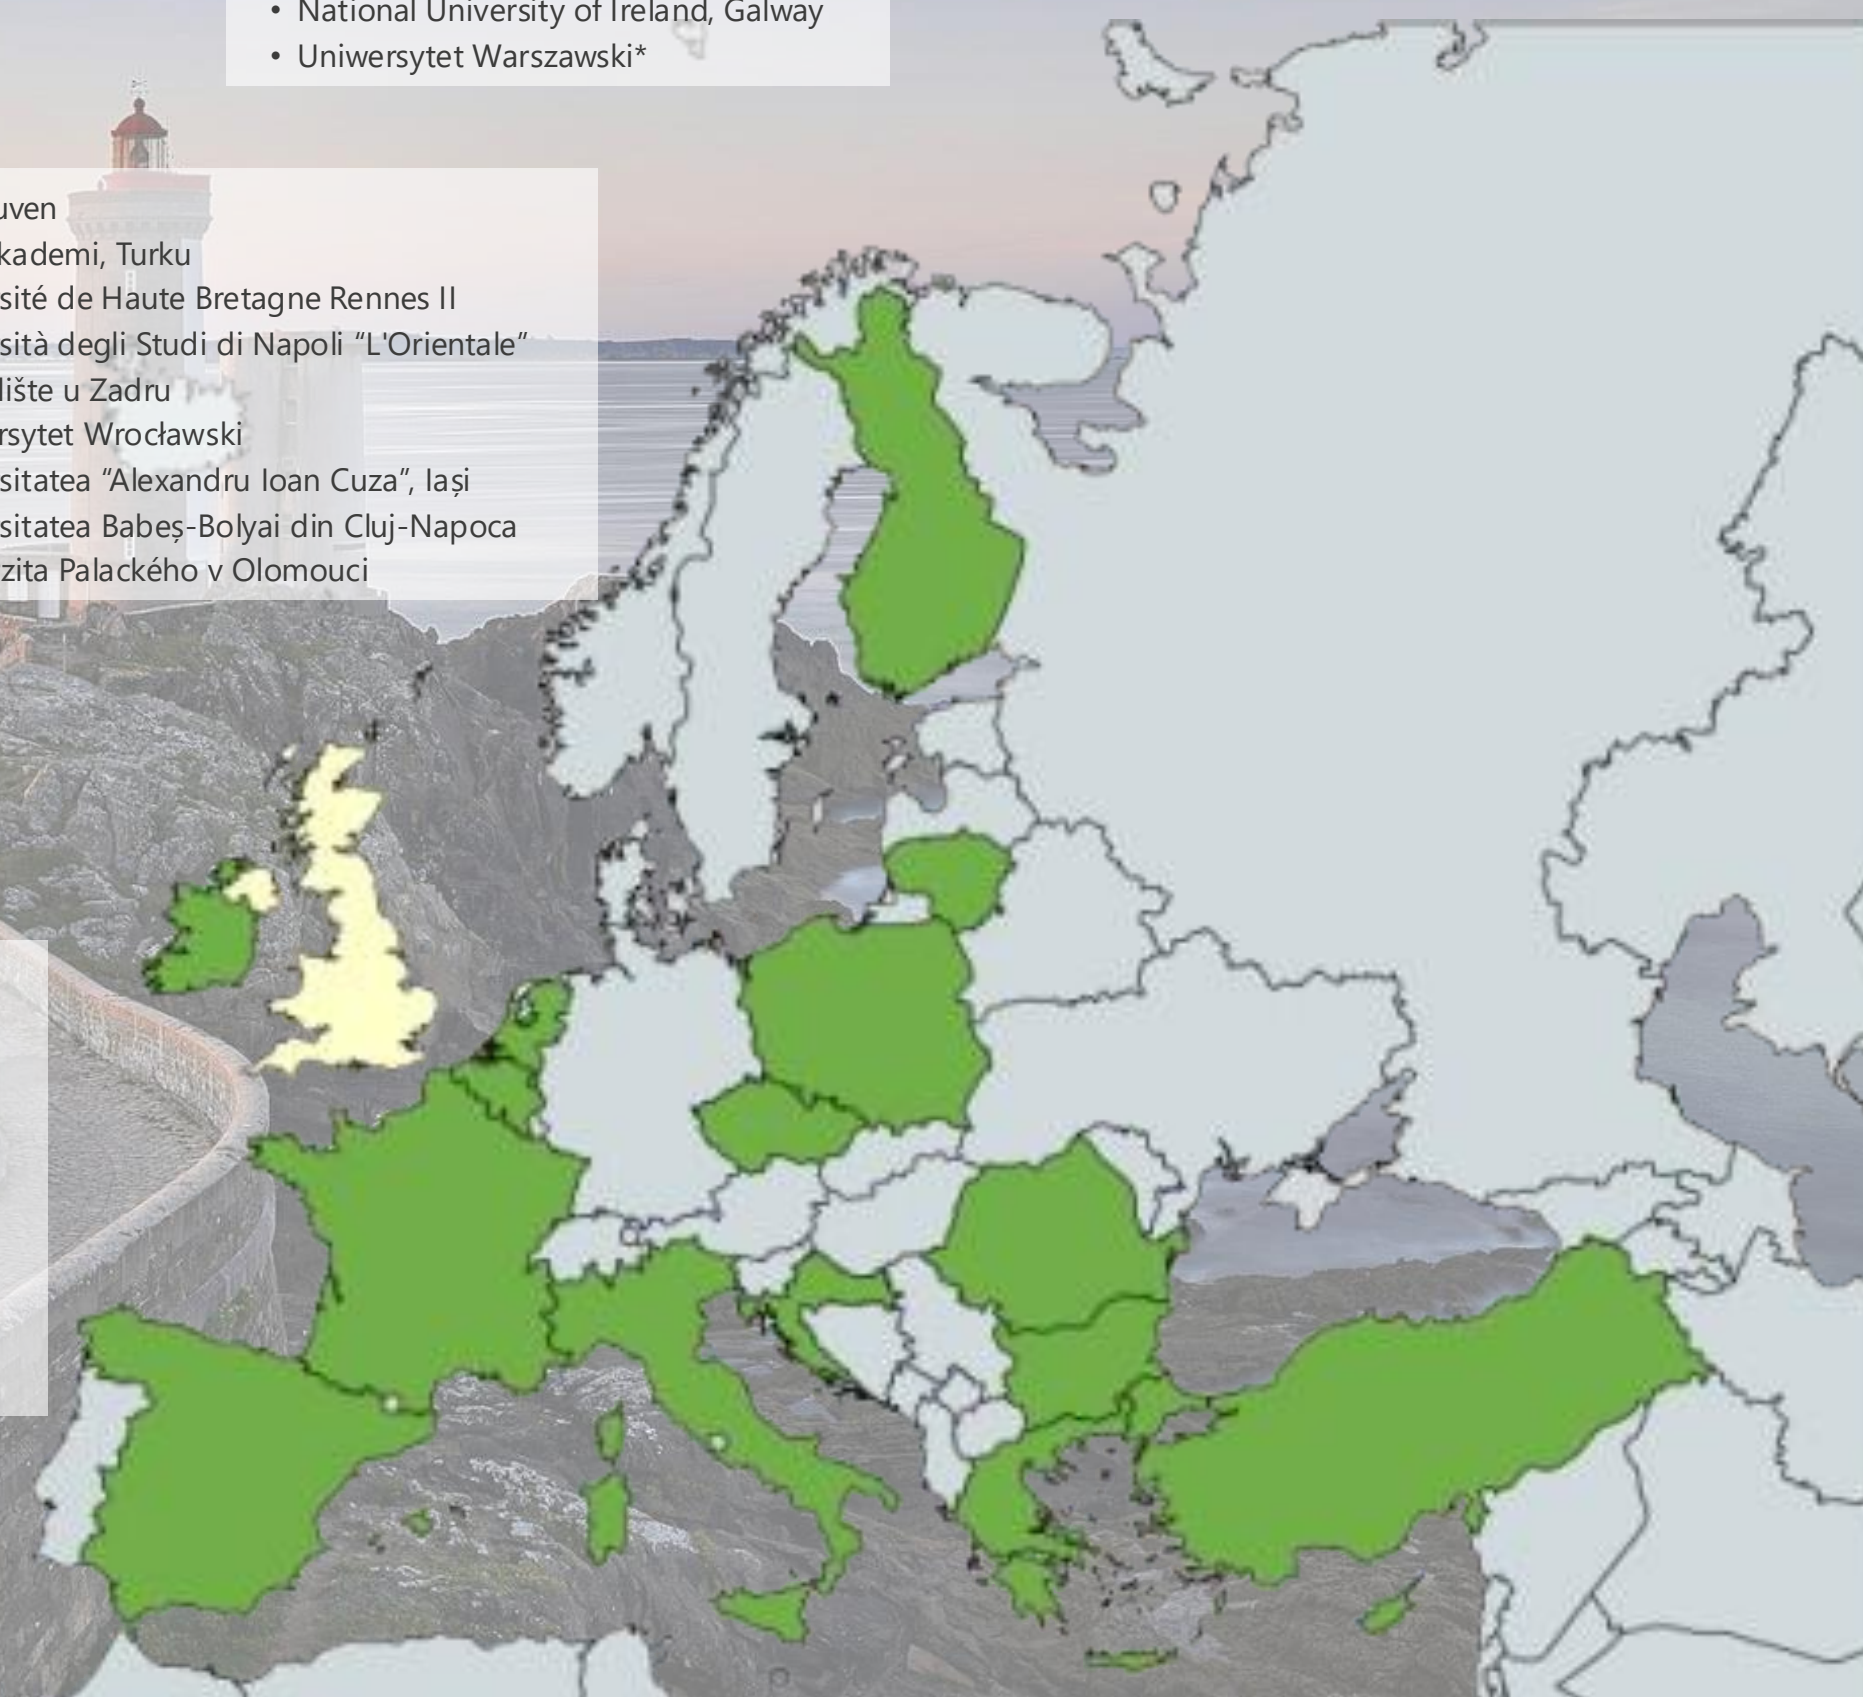 • National University of Ireland, Galway
• Uniwersytet Warszawski*
uven
kademi, Turku
sité de Haute Bretagne Rennes II
sità degli Studi di Napoli “L'Orientale”
lište u Zadru
rsytet Wrocławski
sitatea “Alexandru Ioan Cuza”, Iași
sitatea Babeș-Bolyai din Cluj-Napoca
zita Palackého v Olomouci